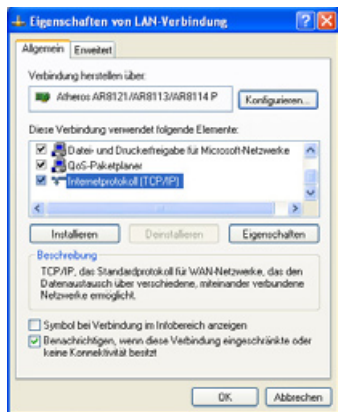 Eigenschaften von LAN-Verbindung
Allgemein Erweitert
Verbindung herstellen über:
Atheros AR8121/AR8113/AR8114 P
Konfigurieren...
Diese Verbindung verwendet folgende Elemente:
Datei- und Druckerfreigabe für Microsoft-Netzwerke
QoS-Paketplaner
Internetprotokoll (TCP/IP)
Installieren Deinstallieren Eigenschaften
Beschreibung
TCP/IP, das Standardprotokoll für WAN-Netzwerke, das den
Datenaustausch über verschiedene, miteinander verbundene
Netzwerke ermöglicht.
Symbol bei Verbindung im Infobereich anzeigen
Benachrichtigen, wenn diese Verbindung eingeschränkte oder
keine Konnektivität besitzt
OK Abbrechen